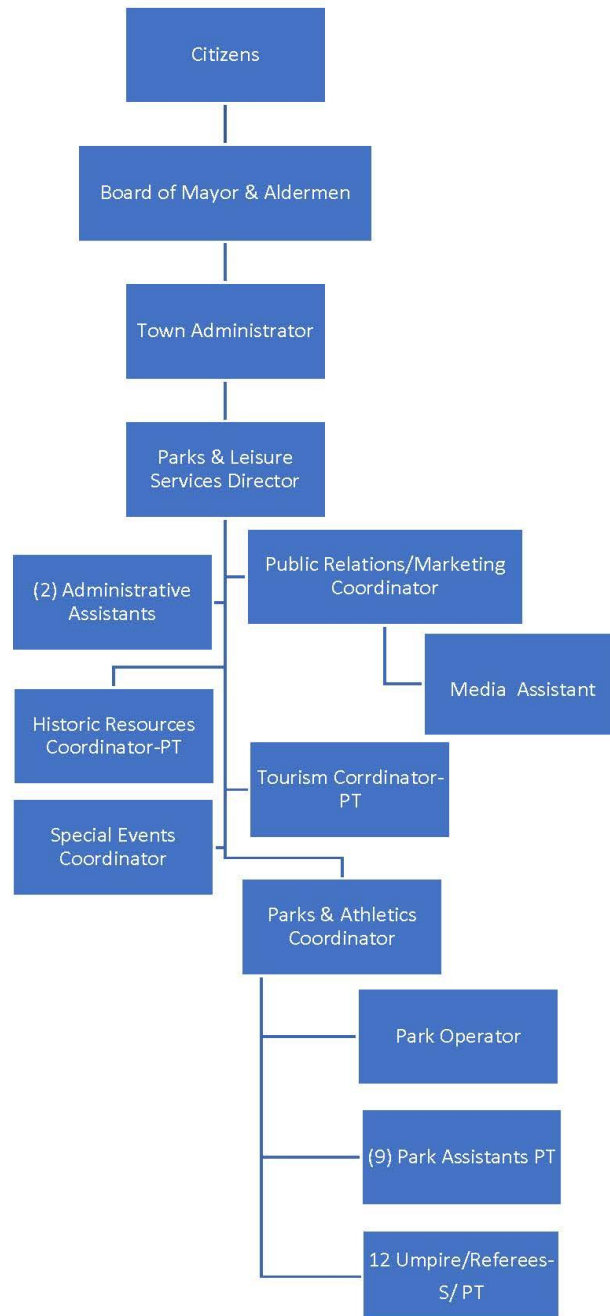 Citizens
Board of Mayor & Aldermen
Town Administrator
Parks & Leisure
Services Director
Public Relations/Marketing
Coordinator
(2) Administrative
Assistants
Media Assistant
Historic Resources
Coordinator-PT
Tourism Corrdinator-
PT
Special Events
Coordinator
Parks & Athletics
Coordinator
Park Operator
(9) Park Assistants PT
12 Umpire/Referees-
S/ PT